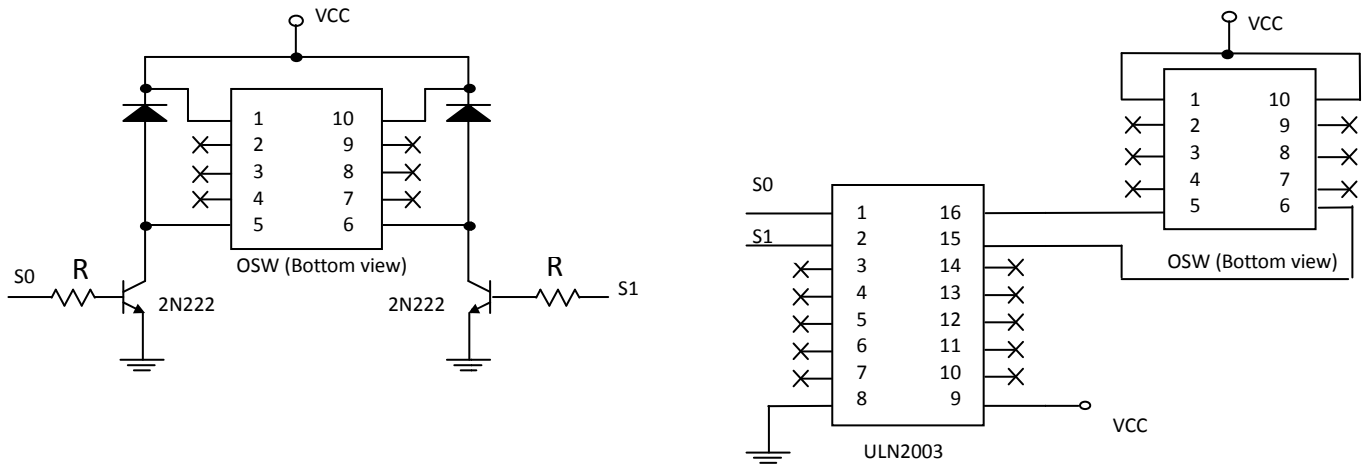 VCC
1 10
2 9
3 8
4 7
5 6
OSW (Bottom view)
S0 R 2N222
2N222 R S1
VCC
1 10
2 9
3 8
4 7
5 6
OSW (Bottom view)
S0
S1
1 16
2 15
3 14
4 13
5 12
6 11
7 10
8 9
VCC
ULN2003